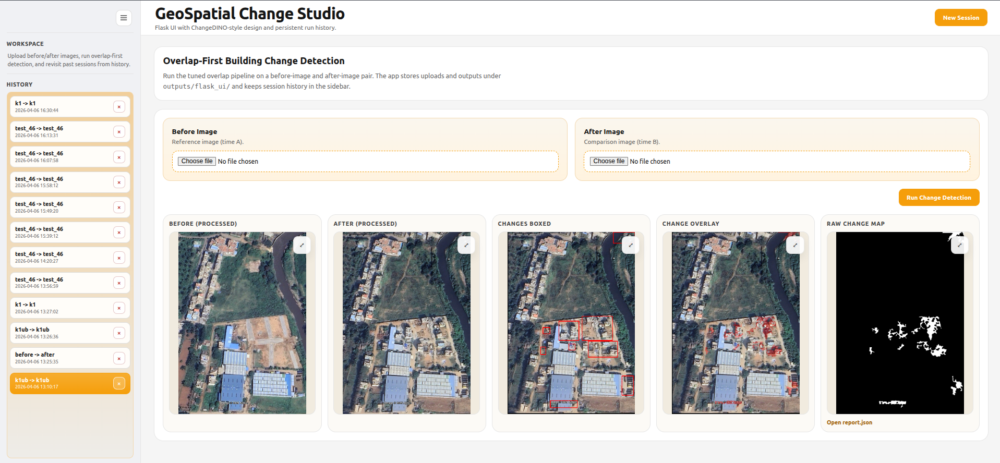 GeoSpatial Change Studio
Flask UI with ChangeDINO-style design and persistent run history.
New Session
WORKSPACE
Upload before/after images, run overlap-first
detection, and revisit past sessions from history.
HISTORY
k1 -> k1
2026-04-06 16:30:44
×
test_46 -> test_46
2026-04-06 16:13:31
×
test_46 -> test_46
2026-04-06 16:07:58
×
test_46 -> test_46
2026-04-06 15:58:12
×
test_46 -> test_46
2026-04-06 15:49:20
×
test_46 -> test_46
2026-04-06 15:39:12
×
test_46 -> test_46
2026-04-06 14:20:27
×
test_46 -> test_46
2026-04-06 13:56:59
×
k1 -> k1
2026-04-06 13:27:02
×
k1ub -> k1ub
2026-04-06 13:26:36
×
before -> after
2026-04-06 13:25:35
×
k1ub -> k1ub
2026-04-06 13:10:17
×
Overlap-First Building Change Detection
Run the tuned overlap pipeline on a before-image and after-image pair. The app stores uploads and outputs under
outputs/flask_ui/ and keeps session history in the sidebar.
Before Image
Reference image (time A).
Choose file No file chosen
After Image
Comparison image (time B).
Choose file No file chosen
Run Change Detection
BEFORE (PROCESSED)
AFTER (PROCESSED)
CHANGES BOXED
CHANGE OVERLAY
RAW CHANGE MAP
Open report.json